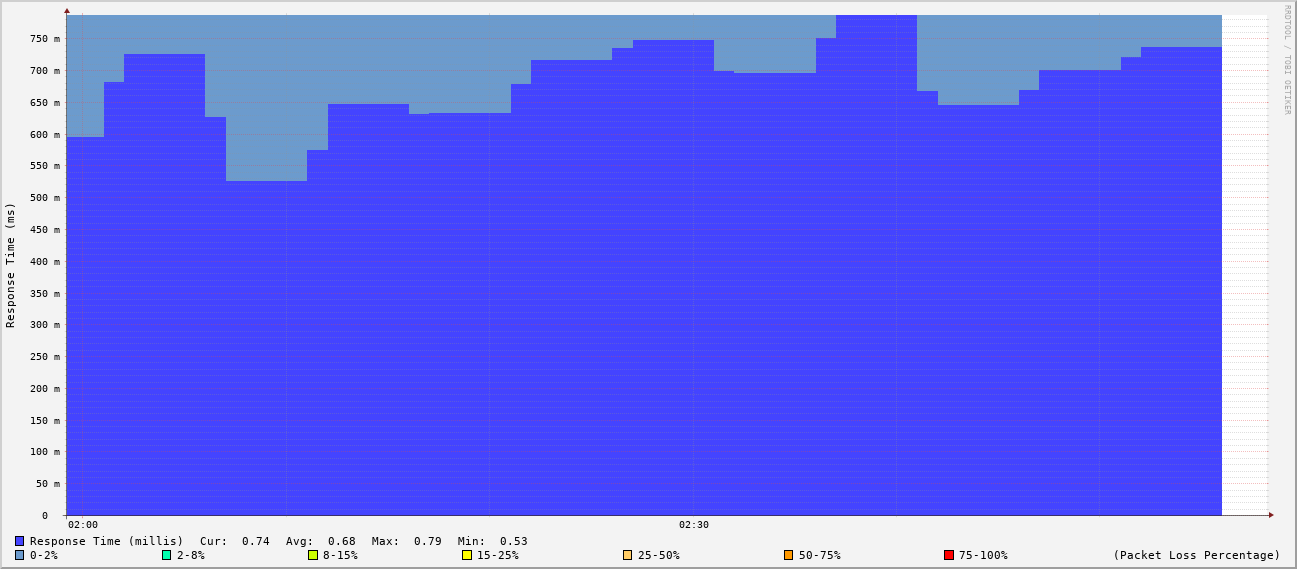 RRDTOOL / TOBI OETIKER
Response Time (ms)
750 m
700 m
650 m
600 m
550 m
500 m
450 m
400 m
350 m
300 m
250 m
200 m
150 m
100 m
50 m
0
02:00 02:30
Response Time (millis) Cur: 0.74 Avg: 0.68 Max: 0.79 Min: 0.53
0-2% 2-8% 8-15% 15-25% 25-50% 50-75% 75-100% (Packet Loss Percentage)